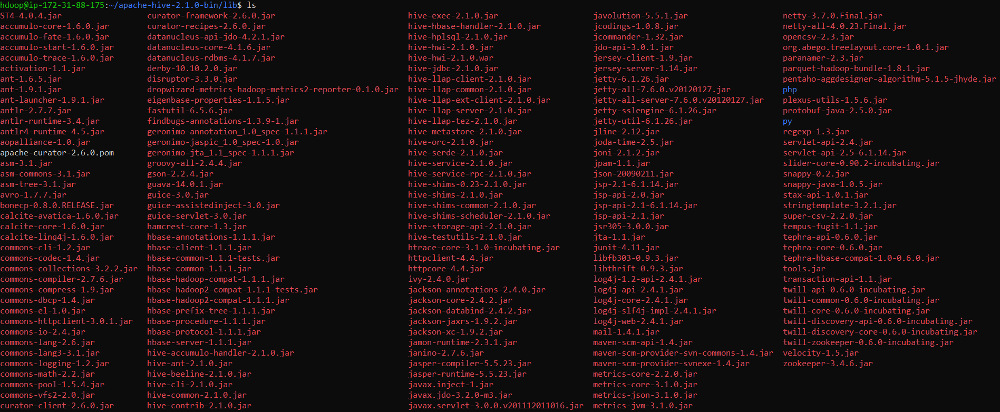 hdoop@ip-172-31-88-175:~/apache-hive-2.1.0-bin/lib$ ls
ST4-4.0.4.jar curator-framework-2.6.0.jar hive-exec-2.1.0.jar javolution-5.5.1.jar netty-3.7.0.Final.jar
accumulo-core-1.6.0.jar curator-recipes-2.6.0.jar hive-hbase-handler-2.1.0.jar jcodings-1.0.8.jar netty-all-4.0.23.Final.jar
accumulo-fate-1.6.0.jar datanucleus-api-jdo-4.2.1.jar hive-hplsql-2.1.0.jar jcommander-1.32.jar opencsv-2.3.jar
accumulo-start-1.6.0.jar datanucleus-core-4.1.6.jar hive-hwi-2.1.0.jar jdo-api-3.0.1.jar org.abego.treelayout.core-1.0.1.jar
accumulo-trace-1.6.0.jar datanucleus-rdbms-4.1.7.jar hive-hwi-2.1.0.war jersey-client-1.9.jar paranamer-2.3.jar
activation-1.1.jar derby-10.10.2.0.jar hive-jdbc-2.1.0.jar jersey-server-1.14.jar parquet-hadoop-bundle-1.8.1.jar
ant-1.6.5.jar disruptor-3.3.0.jar hive-llap-client-2.1.0.jar jetty-6.1.26.jar pentaho-aggdesigner-algorithm-5.1.5-jhyde.jar
ant-1.9.1.jar dropwizard-metrics-hadoop-metrics2-reporter-0.1.0.jar hive-llap-common-2.1.0.jar jetty-all-7.6.0.v20120127.jar php
ant-launcher-1.9.1.jar eigenbase-properties-1.1.5.jar hive-llap-ext-client-2.1.0.jar jetty-all-server-7.6.0.v20120127.jar plexus-utils-1.5.6.jar
antlr-2.7.7.jar fastutil-6.5.6.jar hive-llap-server-2.1.0.jar jetty-sslengine-6.1.26.jar protobuf-java-2.5.0.jar
antlr-runtime-3.4.jar findbugs-annotations-1.3.9-1.jar hive-llap-tez-2.1.0.jar jetty-util-6.1.26.jar py
antlr4-runtime-4.5.jar geronimo-annotation_1.0_spec-1.1.1.jar hive-metastore-2.1.0.jar jline-2.12.jar regexp-1.3.jar
aopalliance-1.0.jar geronimo-jaspic_1.0_spec-1.0.jar hive-orc-2.1.0.jar joda-time-2.5.jar servlet-api-2.4.jar
apache-curator-2.6.0.pom geronimo-jta_1.1_spec-1.1.1.jar hive-serde-2.1.0.jar joni-2.1.2.jar servlet-api-2.5-6.1.14.jar
asm-3.1.jar groovy-all-2.4.4.jar hive-service-2.1.0.jar jpam-1.1.jar slider-core-0.90.2-incubating.jar
asm-commons-3.1.jar gson-2.2.4.jar hive-service-rpc-2.1.0.jar json-20090211.jar snappy-0.2.jar
asm-tree-3.1.jar guava-14.0.1.jar hive-shims-0.23-2.1.0.jar jsp-2.1-6.1.14.jar snappy-java-1.0.5.jar
avro-1.7.7.jar guice-3.0.jar hive-shims-2.1.0.jar jsp-api-2.0.jar stax-api-1.0.1.jar
bonecp-0.8.0.RELEASE.jar guice-assistedinject-3.0.jar hive-shims-common-2.1.0.jar jsp-api-2.1-6.1.14.jar stringtemplate-3.2.1.jar
calcite-avatica-1.6.0.jar guice-servlet-3.0.jar hive-shims-scheduler-2.1.0.jar jsp-api-2.1.jar super-csv-2.2.0.jar
calcite-core-1.6.0.jar hamcrest-core-1.3.jar hive-storage-api-2.1.0.jar jsr305-3.0.0.jar tempus-fugit-1.1.jar
calcite-linq4j-1.6.0.jar hbase-annotations-1.1.1.jar hive-testutils-2.1.0.jar jta-1.1.jar tephra-api-0.6.0.jar
commons-cli-1.2.jar hbase-client-1.1.1.jar htrace-core-3.1.0-incubating.jar junit-4.11.jar tephra-core-0.6.0.jar
commons-codec-1.4.jar hbase-common-1.1.1-tests.jar httpclient-4.4.jar libfb303-0.9.3.jar tephra-hbase-compat-1.0-0.6.0.jar
commons-collections-3.2.2.jar hbase-common-1.1.1.jar httpcore-4.4.jar libthrift-0.9.3.jar tools.jar
commons-compiler-2.7.6.jar hbase-hadoop-compat-1.1.1.jar ivy-2.4.0.jar log4j-1.2-api-2.4.1.jar transaction-api-1.1.jar
commons-compress-1.9.jar hbase-hadoop2-compat-1.1.1-tests.jar jackson-annotations-2.4.0.jar log4j-api-2.4.1.jar twill-api-0.6.0-incubating.jar
commons-dbcp-1.4.jar hbase-hadoop2-compat-1.1.1.jar jackson-core-2.4.2.jar log4j-core-2.4.1.jar twill-common-0.6.0-incubating.jar
commons-el-1.0.jar hbase-prefix-tree-1.1.1.jar jackson-databind-2.4.2.jar log4j-slf4j-impl-2.4.1.jar twill-core-0.6.0-incubating.jar
commons-httpclient-3.0.1.jar hbase-procedure-1.1.1.jar jackson-jaxrs-1.9.2.jar log4j-web-2.4.1.jar twill-discovery-api-0.6.0-incubating.jar
commons-io-2.4.jar hbase-protocol-1.1.1.jar jackson-xc-1.9.2.jar mail-1.4.1.jar twill-discovery-core-0.6.0-incubating.jar
commons-lang-2.6.jar hbase-server-1.1.1.jar jamon-runtime-2.3.1.jar maven-scm-api-1.4.jar twill-zookeeper-0.6.0-incubating.jar
commons-lang3-3.1.jar hive-accumulo-handler-2.1.0.jar janino-2.7.6.jar maven-scm-provider-svn-commons-1.4.jar velocity-1.5.jar
commons-logging-1.2.jar hive-ant-2.1.0.jar jasper-compiler-5.5.23.jar maven-scm-provider-svnexe-1.4.jar zookeeper-3.4.6.jar
commons-math-2.2.jar hive-beeline-2.1.0.jar jasper-runtime-5.5.23.jar metrics-core-2.2.0.jar
commons-pool-1.5.4.jar hive-cli-2.1.0.jar javax.inject-1.jar metrics-core-3.1.0.jar
commons-vfs2-2.0.jar hive-common-2.1.0.jar javax.jdo-3.2.0-m3.jar metrics-json-3.1.0.jar
curator-client-2.6.0.jar hive-contrib-2.1.0.jar javax.servlet-3.0.0.v201112011016.jar metrics-jvm-3.1.0.jar